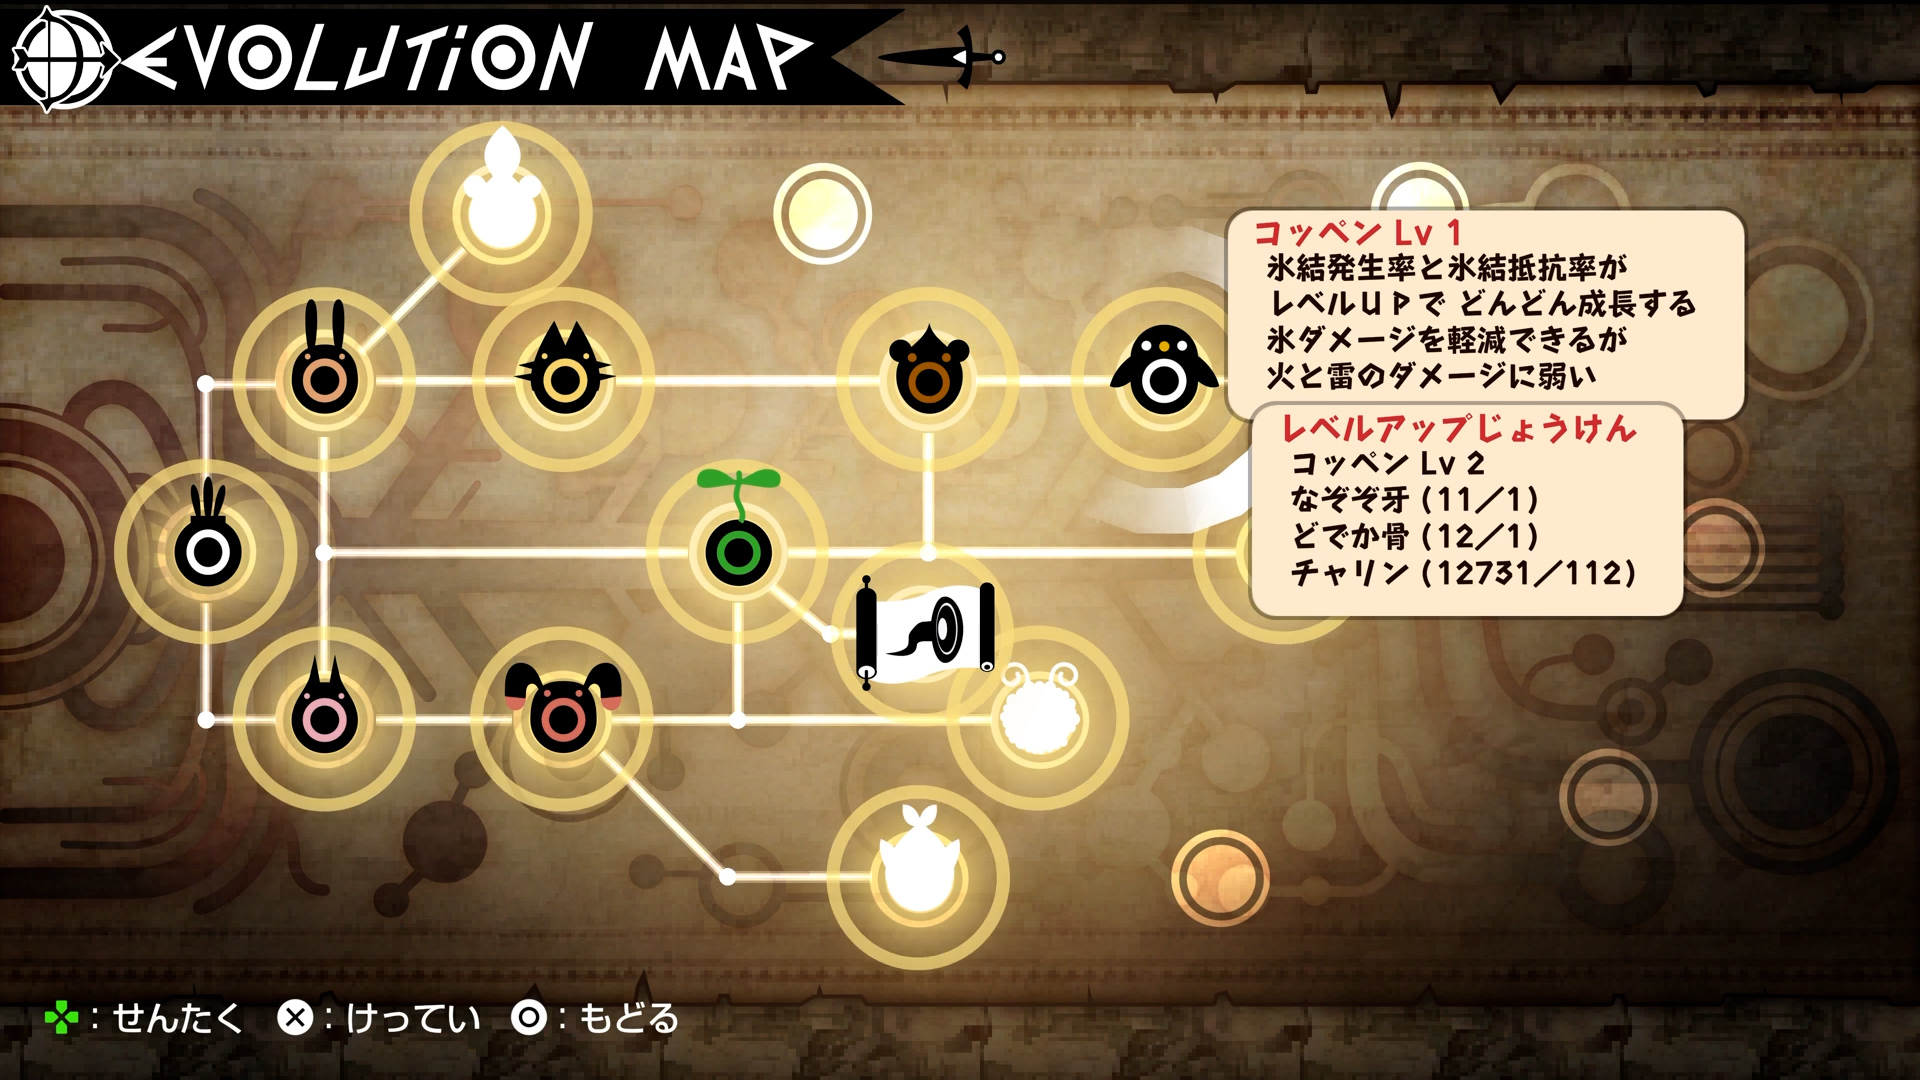 EVOLUTION MAP
コッペン Lv 1
氷結発生率と氷結抵抗率が
レベルUPで どんどん成長する
氷ダメージを軽減できるが
火と雷のダメージに弱い
レベルアップじょうけん
コッペン Lv 2
なぞぞ牙 (11/1)
どでか骨 (12/1)
チャリン (12731/112)
:せんたく :けってい :もどる